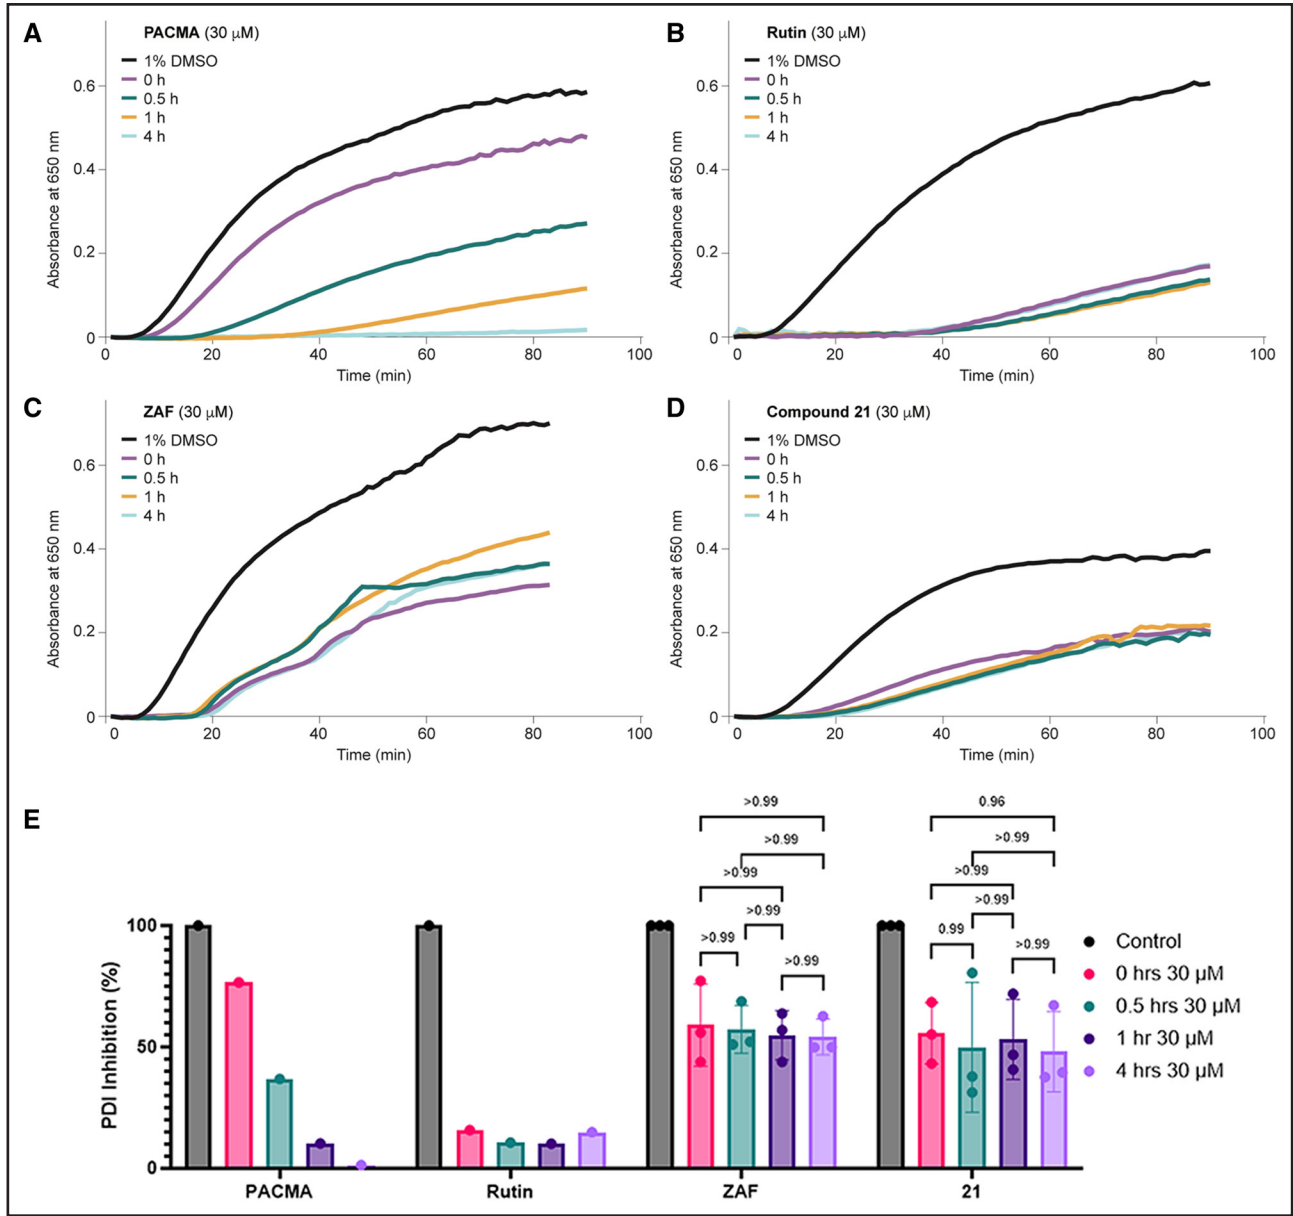 A
PACMA (30 μM)
1% DMSO
0 h
0.5 h
1 h
4 h
Absorbance at 650 nm
0.6
0.4
0.2
0
0 20 40 60 80 100
Time (min)
B
Rutin (30 μM)
1% DMSO
0 h
0.5 h
1 h
4 h
Absorbance at 650 nm
0.6
0.4
0.2
0
0 20 40 60 80 100
Time (min)
C
ZAF (30 μM)
1% DMSO
0 h
0.5 h
1 h
4 h
Absorbance at 650 nm
0.6
0.4
0.2
0
0 20 40 60 80 100
Time (min)
D
Compound 21 (30 μM)
1% DMSO
0 h
0.5 h
1 h
4 h
Absorbance at 650 nm
0.6
0.4
0.2
0
0 20 40 60 80 100
Time (min)
E
PDI Inhibition (%)
100
50
0
>0.99
>0.99
>0.99
>0.99
>0.99
>0.99
0.96
>0.99
>0.99
>0.99
0.99
>0.99
PACMA
Rutin
ZAF
21
Control
0 hrs 30 μM
0.5 hrs 30 μM
1 hr 30 μM
4 hrs 30 μM